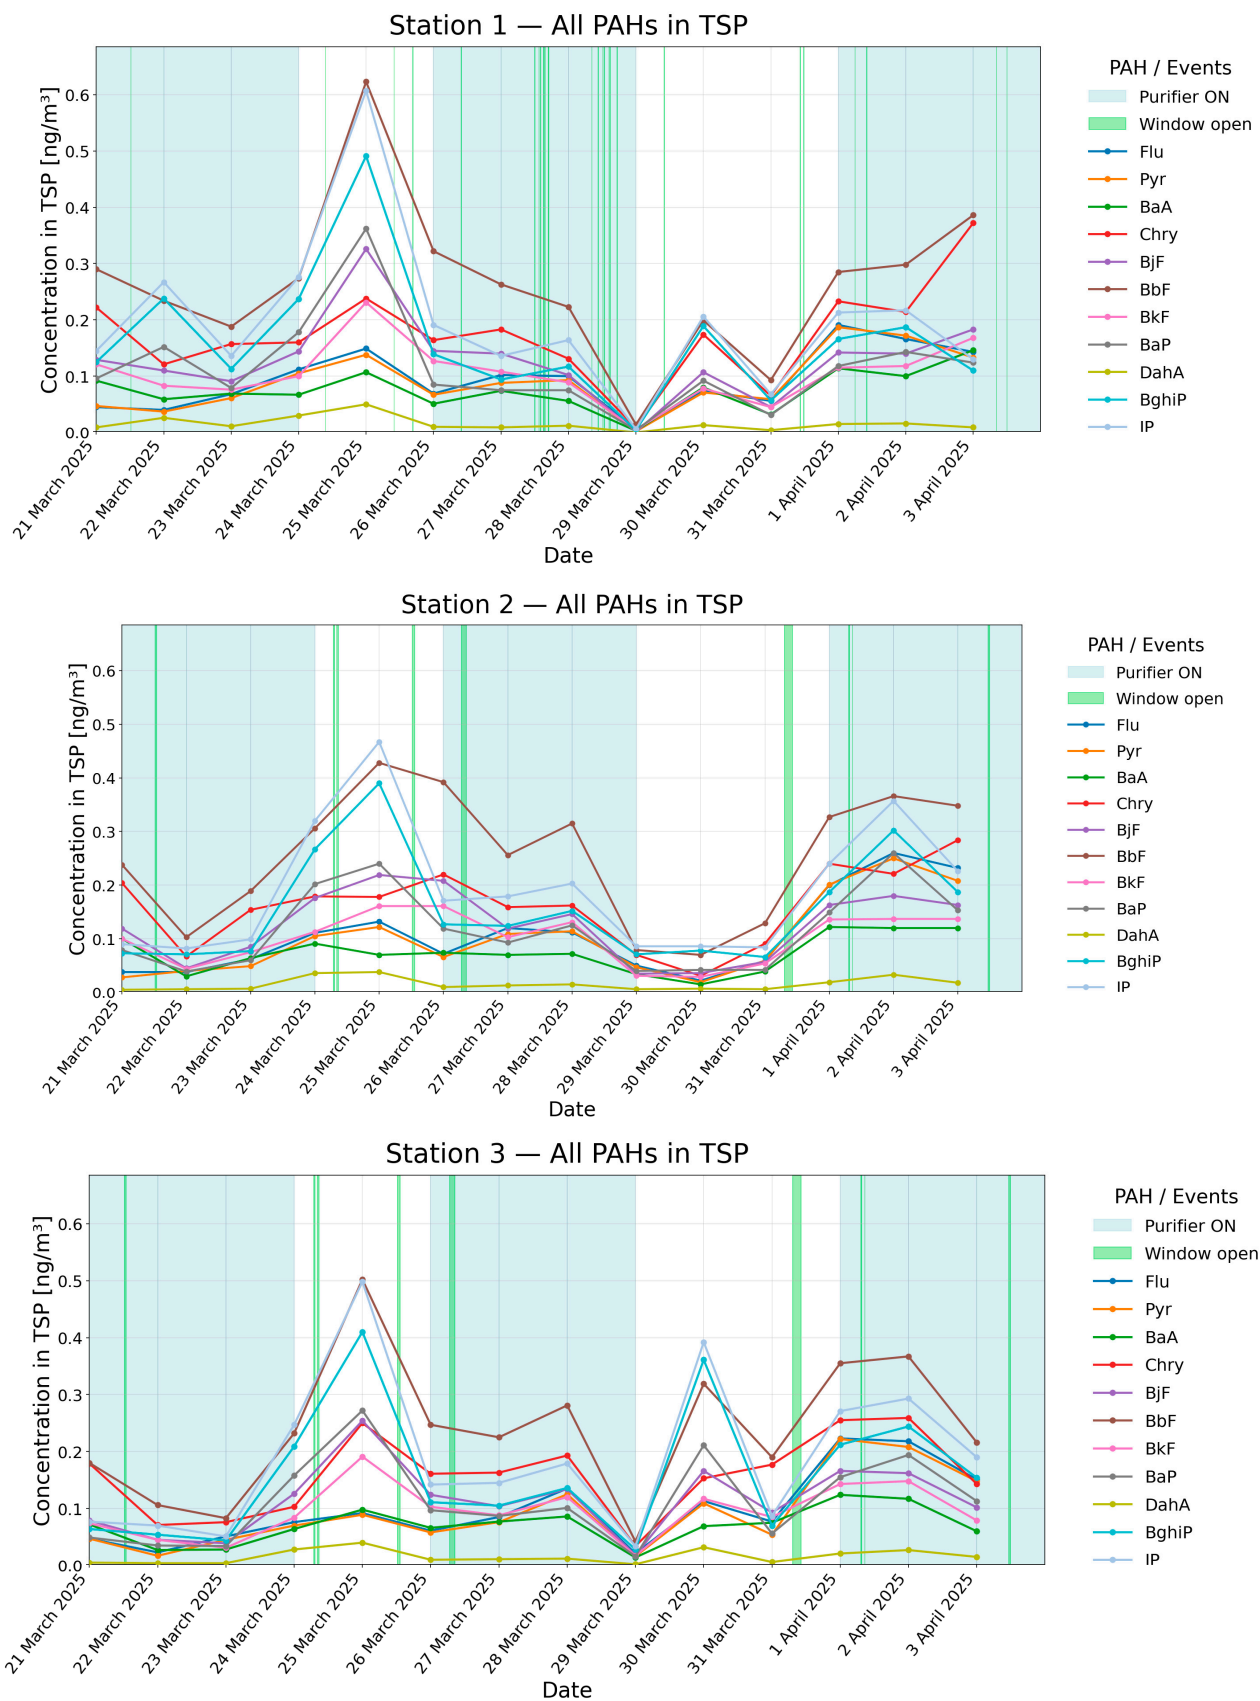 Station 1 — All PAHs in TSP
Concentration in TSP [ng/m³]
0.6
0.5
0.4
0.3
0.2
0.1
0.0
21 March 2025
22 March 2025
23 March 2025
24 March 2025
25 March 2025
26 March 2025
27 March 2025
28 March 2025
29 March 2025
30 March 2025
31 March 2025
1 April 2025
2 April 2025
3 April 2025
Date
PAH / Events
Purifier ON
Window open
Flu
Pyr
BaA
Chry
BjF
BbF
BkF
BaP
DahA
BghiP
IP
Station 2 — All PAHs in TSP
Concentration in TSP [ng/m³]
0.6
0.5
0.4
0.3
0.2
0.1
0.0
21 March 2025
22 March 2025
23 March 2025
24 March 2025
25 March 2025
26 March 2025
27 March 2025
28 March 2025
29 March 2025
30 March 2025
31 March 2025
1 April 2025
2 April 2025
3 April 2025
Date
PAH / Events
Purifier ON
Window open
Flu
Pyr
BaA
Chry
BjF
BbF
BkF
BaP
DahA
BghiP
IP
Station 3 — All PAHs in TSP
Concentration in TSP [ng/m³]
0.6
0.5
0.4
0.3
0.2
0.1
0.0
21 March 2025
22 March 2025
23 March 2025
24 March 2025
25 March 2025
26 March 2025
27 March 2025
28 March 2025
29 March 2025
30 March 2025
31 March 2025
1 April 2025
2 April 2025
3 April 2025
Date
PAH / Events
Purifier ON
Window open
Flu
Pyr
BaA
Chry
BjF
BbF
BkF
BaP
DahA
BghiP
IP